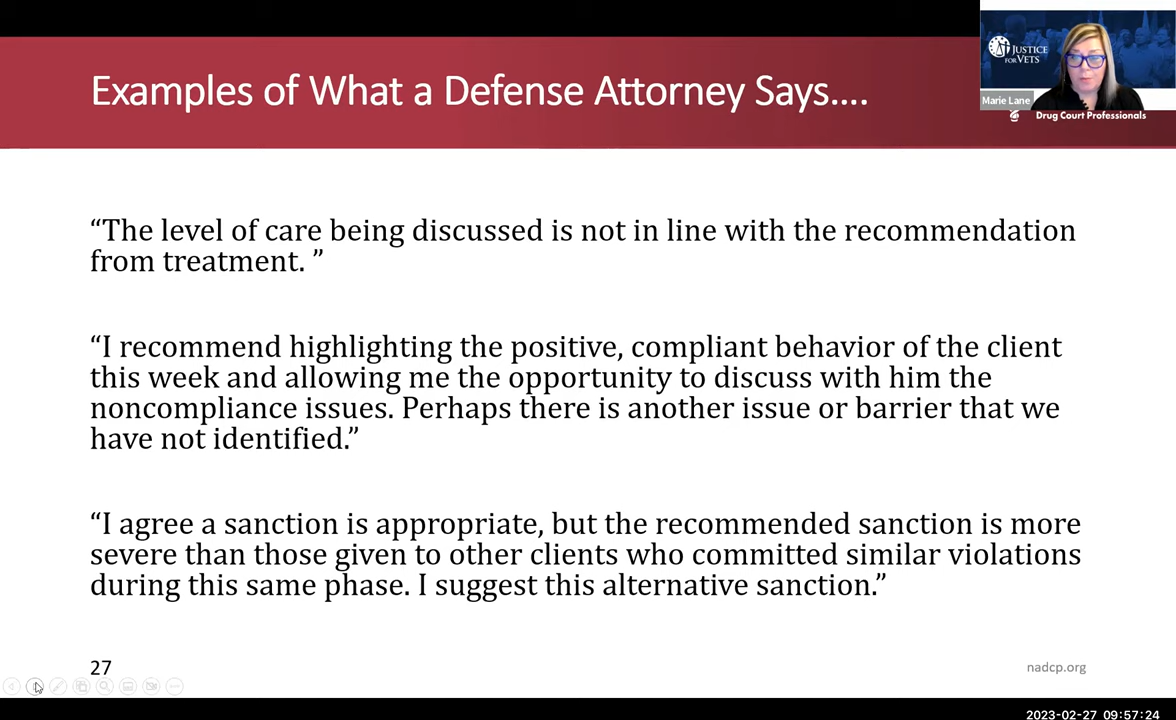 Examples of What a Defense Attorney Says....
JUSTICE
FOR VETS
Marie Lane
Drug Court Professionals
“The level of care being discussed is not in line with the recommendation
from treatment. ”
“I recommend highlighting the positive, compliant behavior of the client
this week and allowing me the opportunity to discuss with him the
noncompliance issues. Perhaps there is another issue or barrier that we
have not identified.”
“I agree a sanction is appropriate, but the recommended sanction is more
severe than those given to other clients who committed similar violations
during this same phase. I suggest this alternative sanction.”
27
nadcp.org
2023-02-27 09:57:24